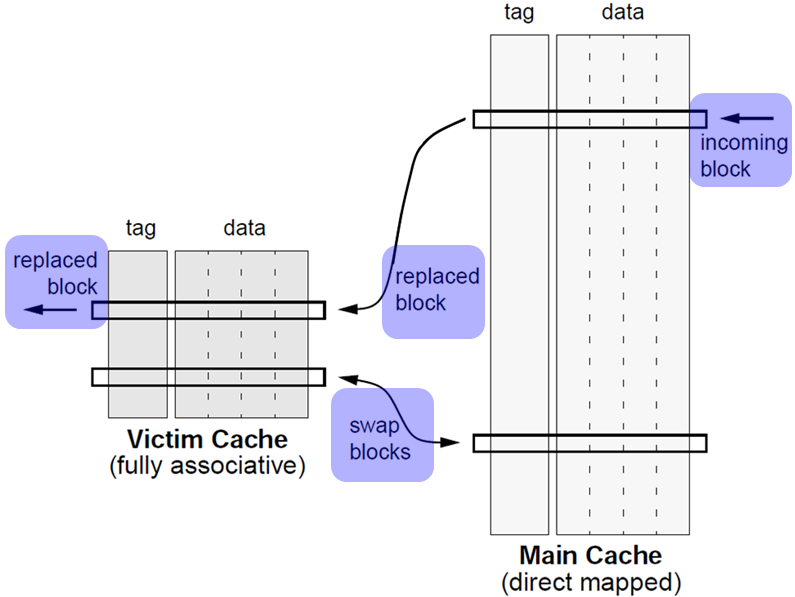 tag data
incoming
block
tag data
replaced
block
replaced
block
swap
blocks
Victim Cache
(fully associative)
Main Cache
(direct mapped)